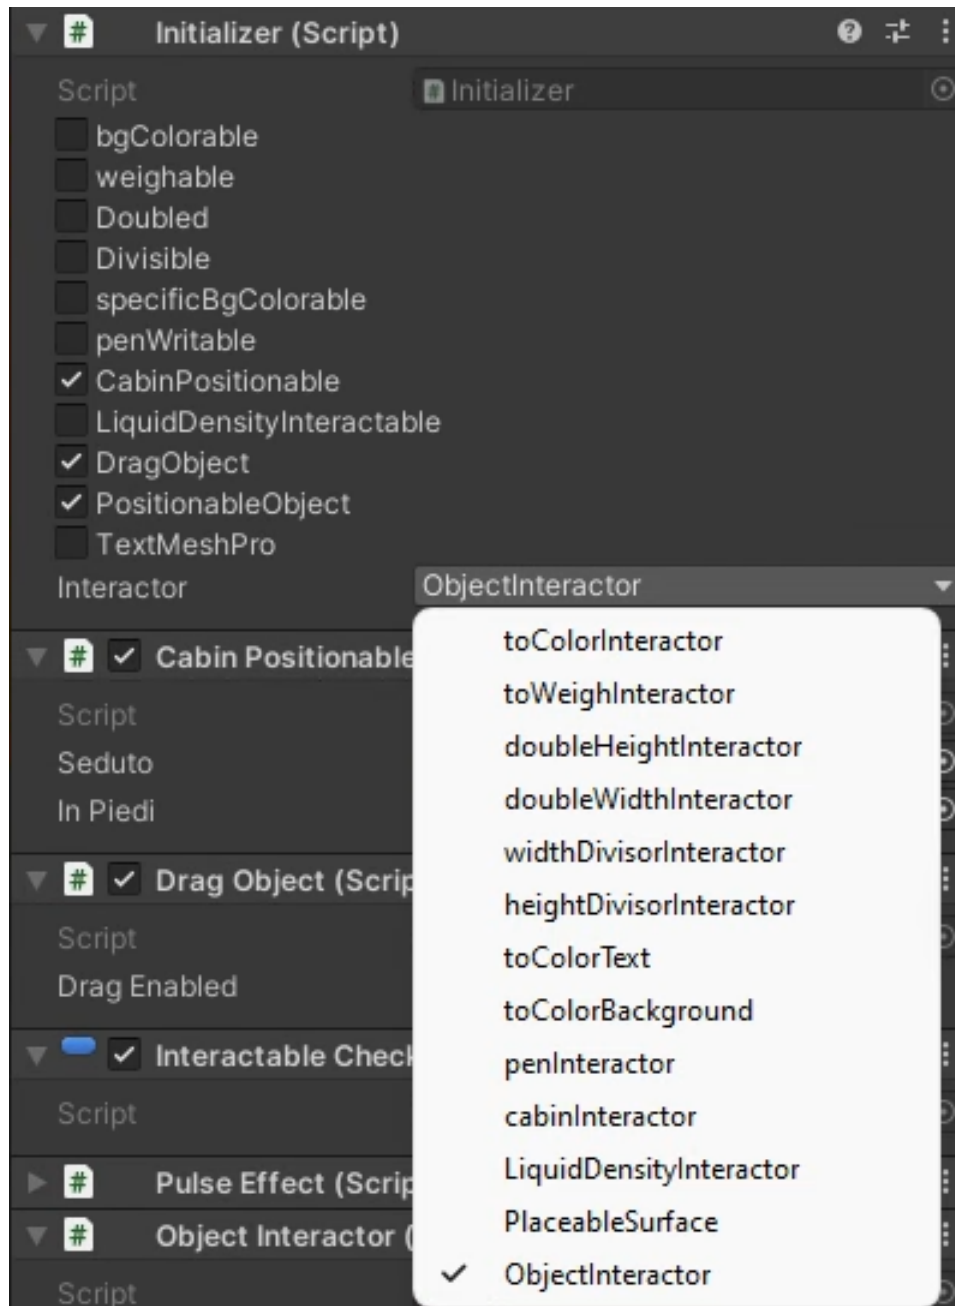 # Initializer (Script)
Script # Initializer
bgColorable
weighable
Doubled
Divisible
specificBgColorable
penWritable
CabinPositionable
LiquidDensityInteractable
DragObject
PositionableObject
TextMeshPro
Interactor ObjectInteractor
# Cabin Positionable
Script
Seduto
In Piedi
# Drag Object (Scrip
Script
Drag Enabled
Interactable Check
Script
# Pulse Effect (Scrip
# Object Interactor (
Script
toColorInteractor
toWeighInteractor
doubleHeightInteractor
doubleWidthInteractor
widthDivisorInteractor
heightDivisorInteractor
toColorText
toColorBackground
penInteractor
cabinInteractor
LiquidDensityInteractor
PlaceableSurface
ObjectInteractor